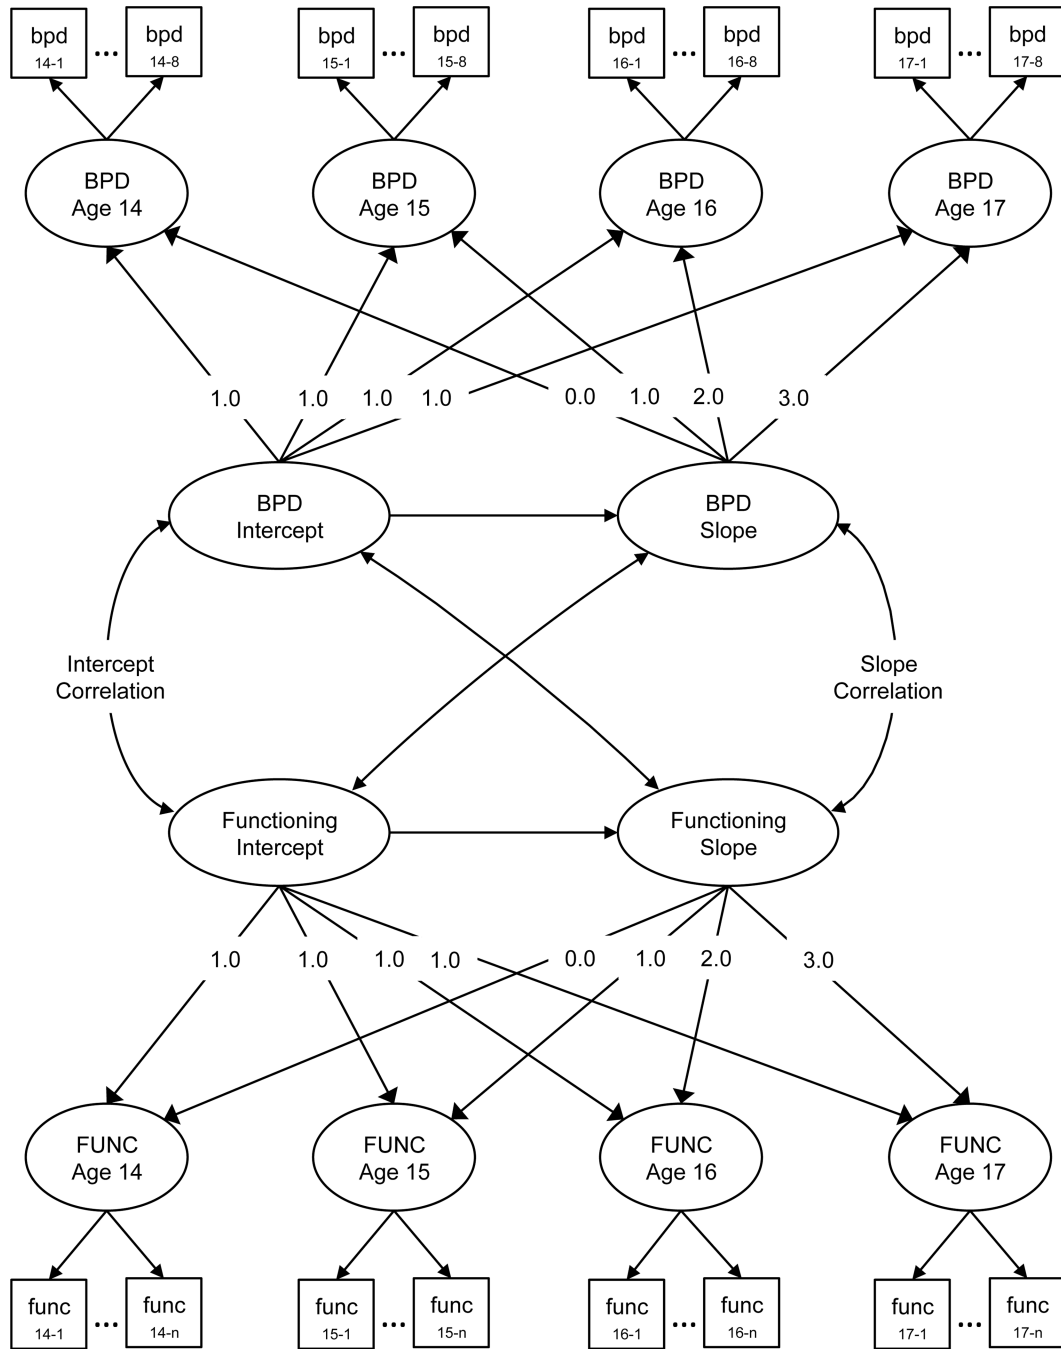 bpd
14-1
...
bpd
14-8
bpd
15-1
...
bpd
15-8
bpd
16-1
...
bpd
16-8
bpd
17-1
...
bpd
17-8
BPD
Age 14
BPD
Age 15
BPD
Age 16
BPD
Age 17
1.0
1.0
1.0
1.0
0.0
1.0
2.0
3.0
BPD
Intercept
BPD
Slope
Intercept
Correlation
Slope
Correlation
Functioning
Intercept
Functioning
Slope
1.0
1.0
1.0
1.0
0.0
1.0
2.0
3.0
FUNC
Age 14
FUNC
Age 15
FUNC
Age 16
FUNC
Age 17
func
14-1
...
func
14-n
func
15-1
...
func
15-n
func
16-1
...
func
16-n
func
17-1
...
func
17-n